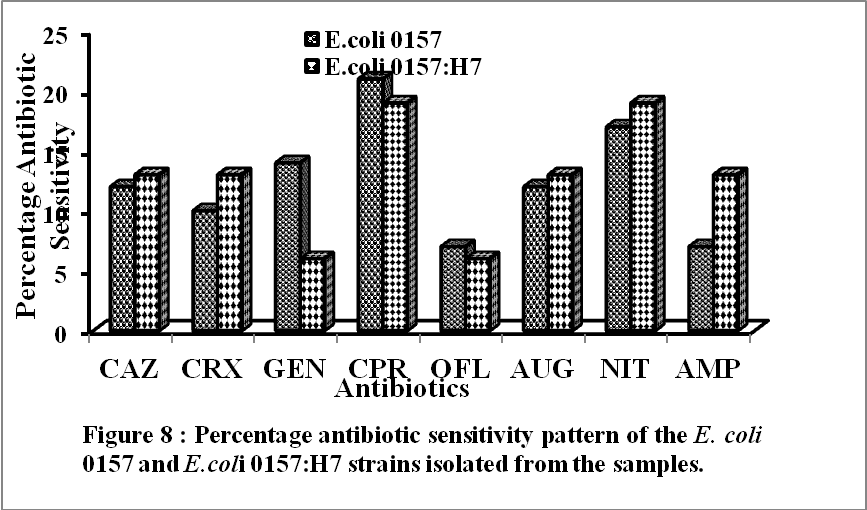 Percentage Antibiotic
Sensitivity
25
20
15
10
5
0
E.coli 0157
E.coli 0157:H7
CAZ CRX GEN CPR OFL AUG NIT AMP
Antibiotics
Figure 8 : Percentage antibiotic sensitivity pattern of the E. coli
0157 and E.coli 0157:H7 strains isolated from the samples.